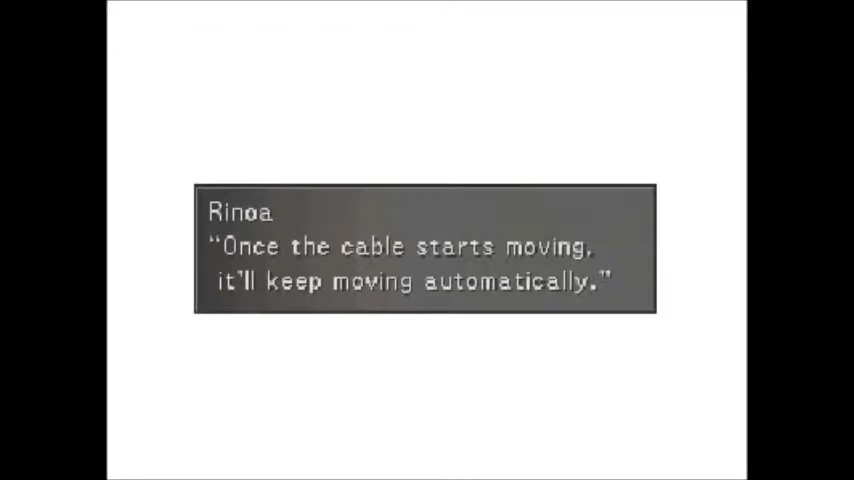 Rinoa
“Once the cable starts moving,
it'll keep moving automatically.”